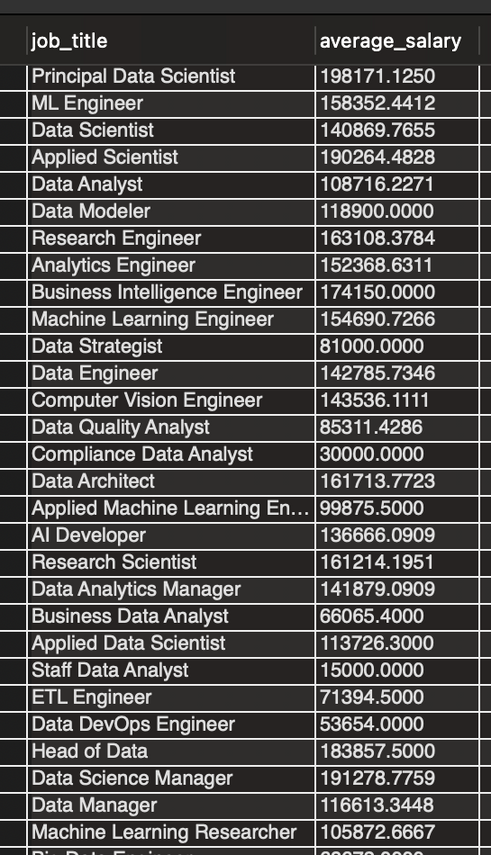 job_title average_salary
Principal Data Scientist 198171.1250
ML Engineer 158352.4412
Data Scientist 140869.7655
Applied Scientist 190264.4828
Data Analyst 108716.2271
Data Modeler 118900.0000
Research Engineer 163108.3784
Analytics Engineer 152368.6311
Business Intelligence Engineer 174150.0000
Machine Learning Engineer 154690.7266
Data Strategist 81000.0000
Data Engineer 142785.7346
Computer Vision Engineer 143536.1111
Data Quality Analyst 85311.4286
Compliance Data Analyst 30000.0000
Data Architect 161713.7723
Applied Machine Learning En... 99875.5000
AI Developer 136666.0909
Research Scientist 161214.1951
Data Analytics Manager 141879.0909
Business Data Analyst 66065.4000
Applied Data Scientist 113726.3000
Staff Data Analyst 15000.0000
ETL Engineer 71394.5000
Data DevOps Engineer 53654.0000
Head of Data 183857.5000
Data Science Manager 191278.7759
Data Manager 116613.3448
Machine Learning Researcher 105872.6667